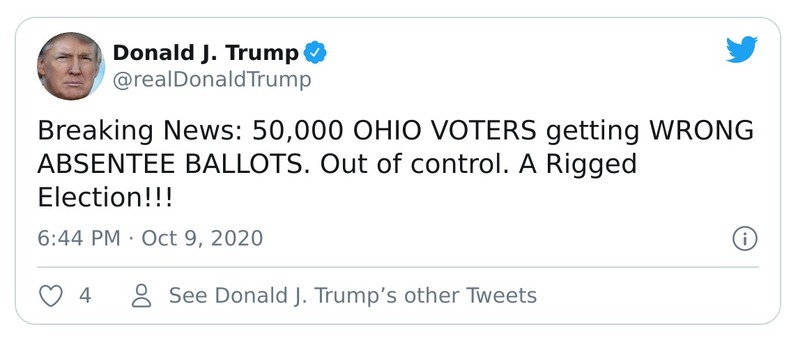 Donald J. Trump
@realDonaldTrump
Breaking News: 50,000 OHIO VOTERS getting WRONG
ABSENTEE BALLOTS. Out of control. A Rigged
Election!!!
6:44 PM · Oct 9, 2020
4 See Donald J. Trump’s other Tweets